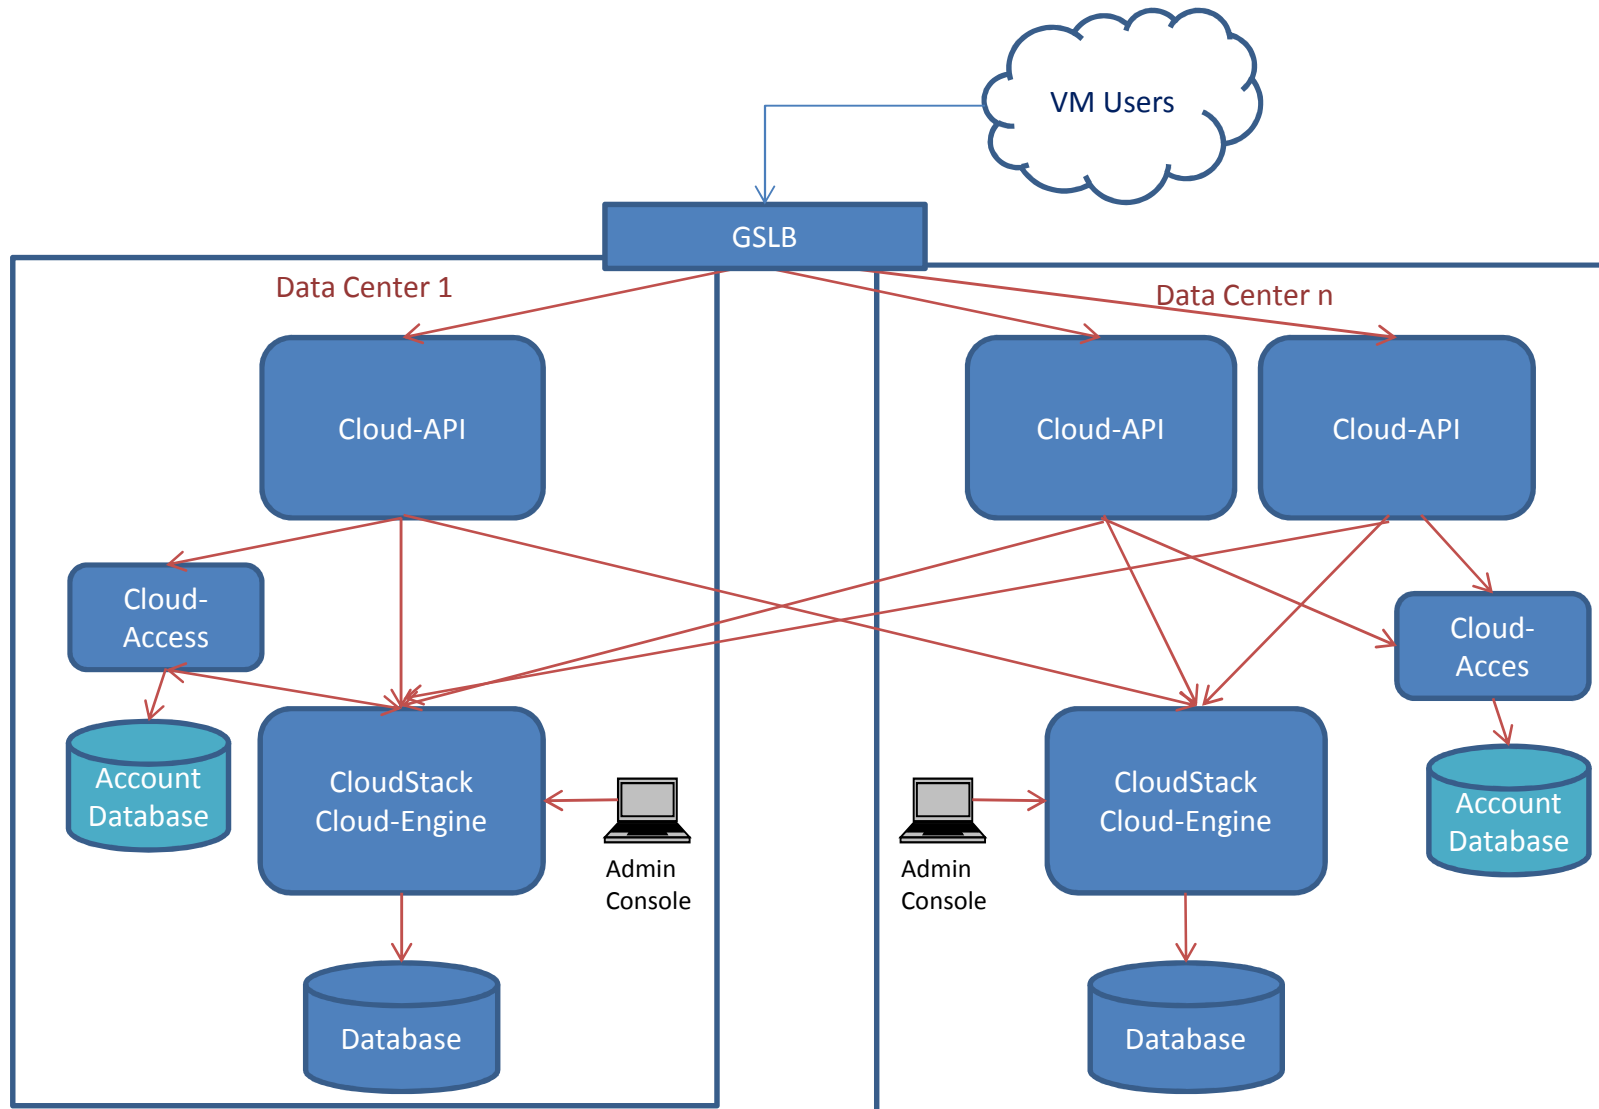 VM Users
GSLB
Data Center 1
Data Center n
Cloud-API
Cloud-API
Cloud-API
Cloud-
Access
Cloud-
Acces
Account
Database
CloudStack
Cloud-Engine
Admin
Console
Admin
Console
CloudStack
Cloud-Engine
Account
Database
Database
Database